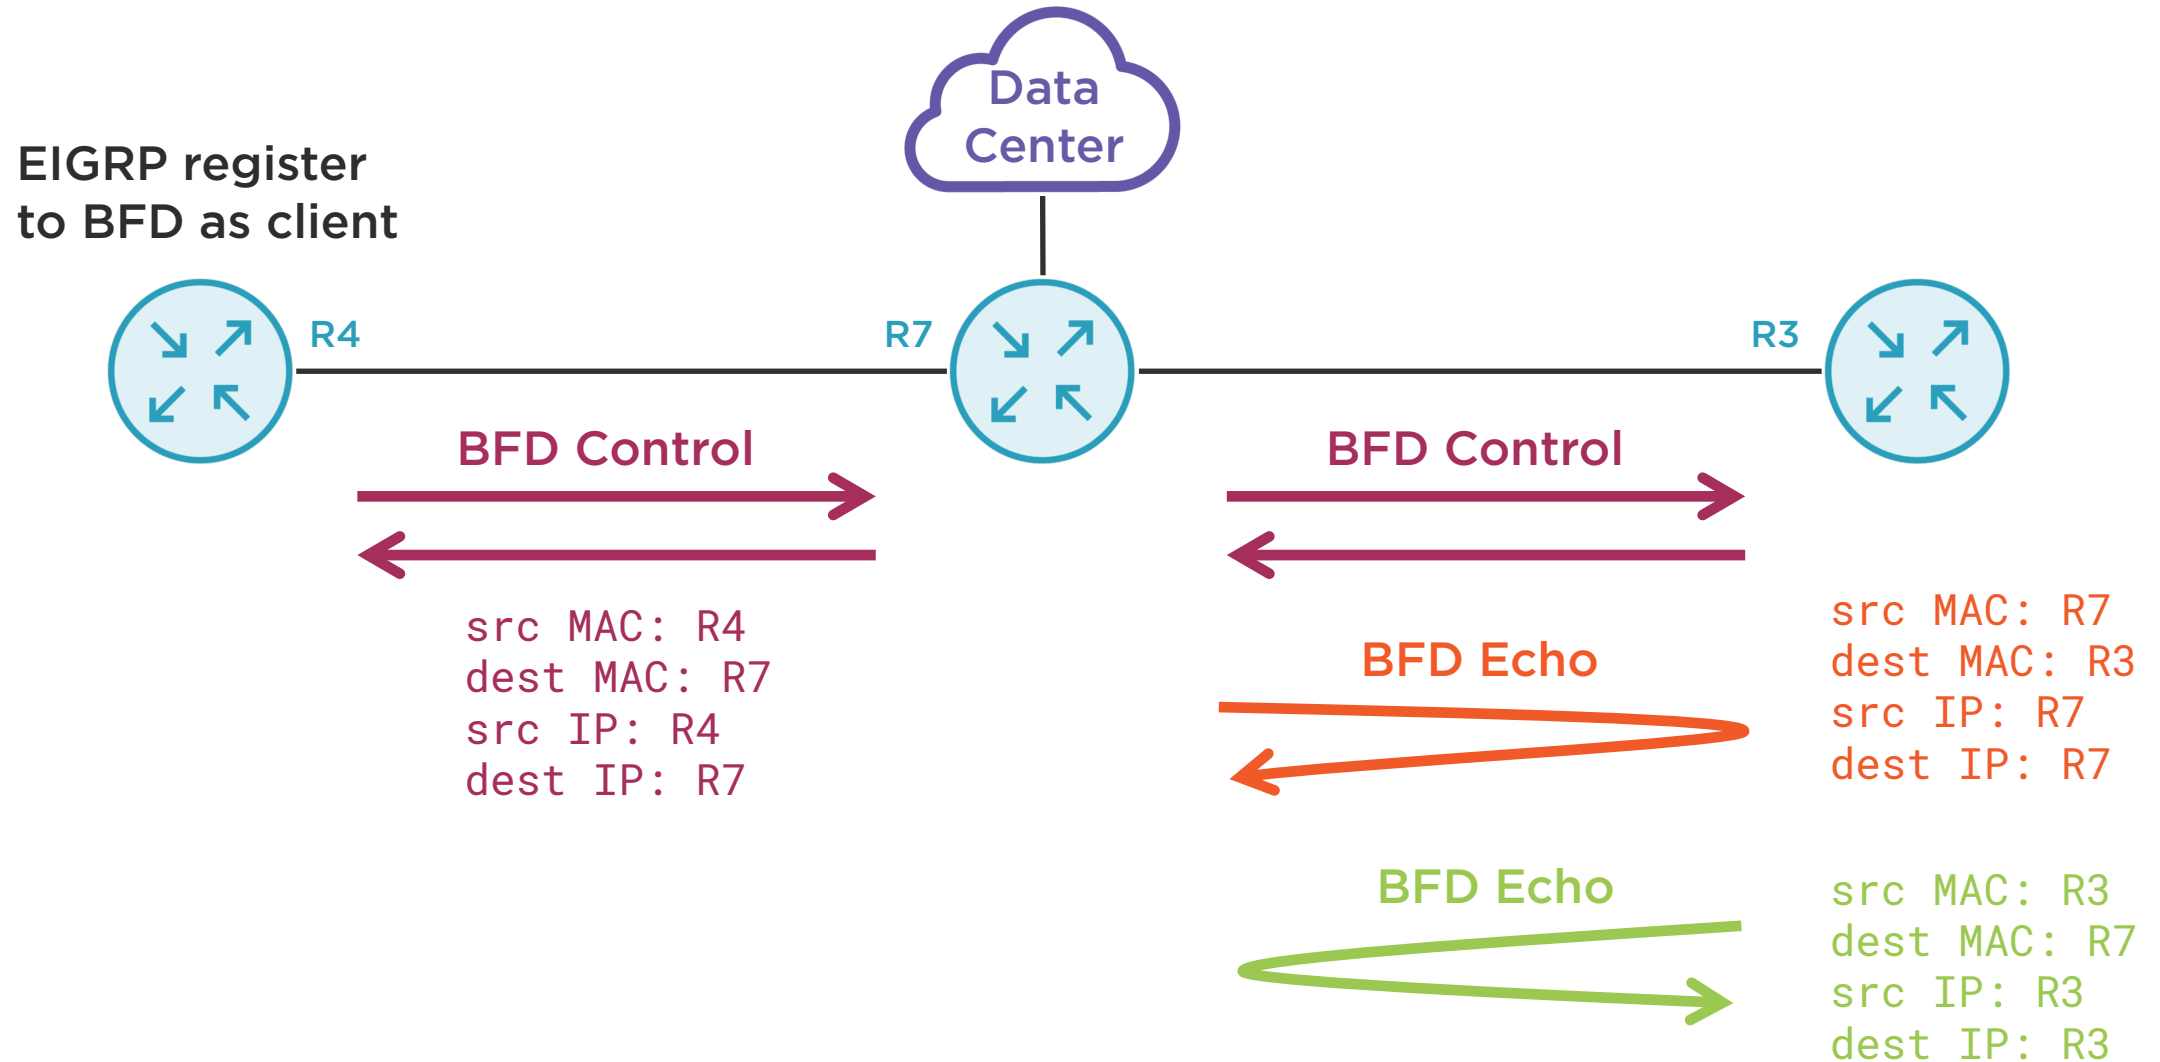 Data
Center
EIGRP register
to BFD as client
R4
R7
R3
BFD Control
BFD Control
src MAC: R4
dest MAC: R7
src IP: R4
dest IP: R7
BFD Echo
src MAC: R7
dest MAC: R3
src IP: R7
dest IP: R7
BFD Echo
src MAC: R3
dest MAC: R7
src IP: R3
dest IP: R3